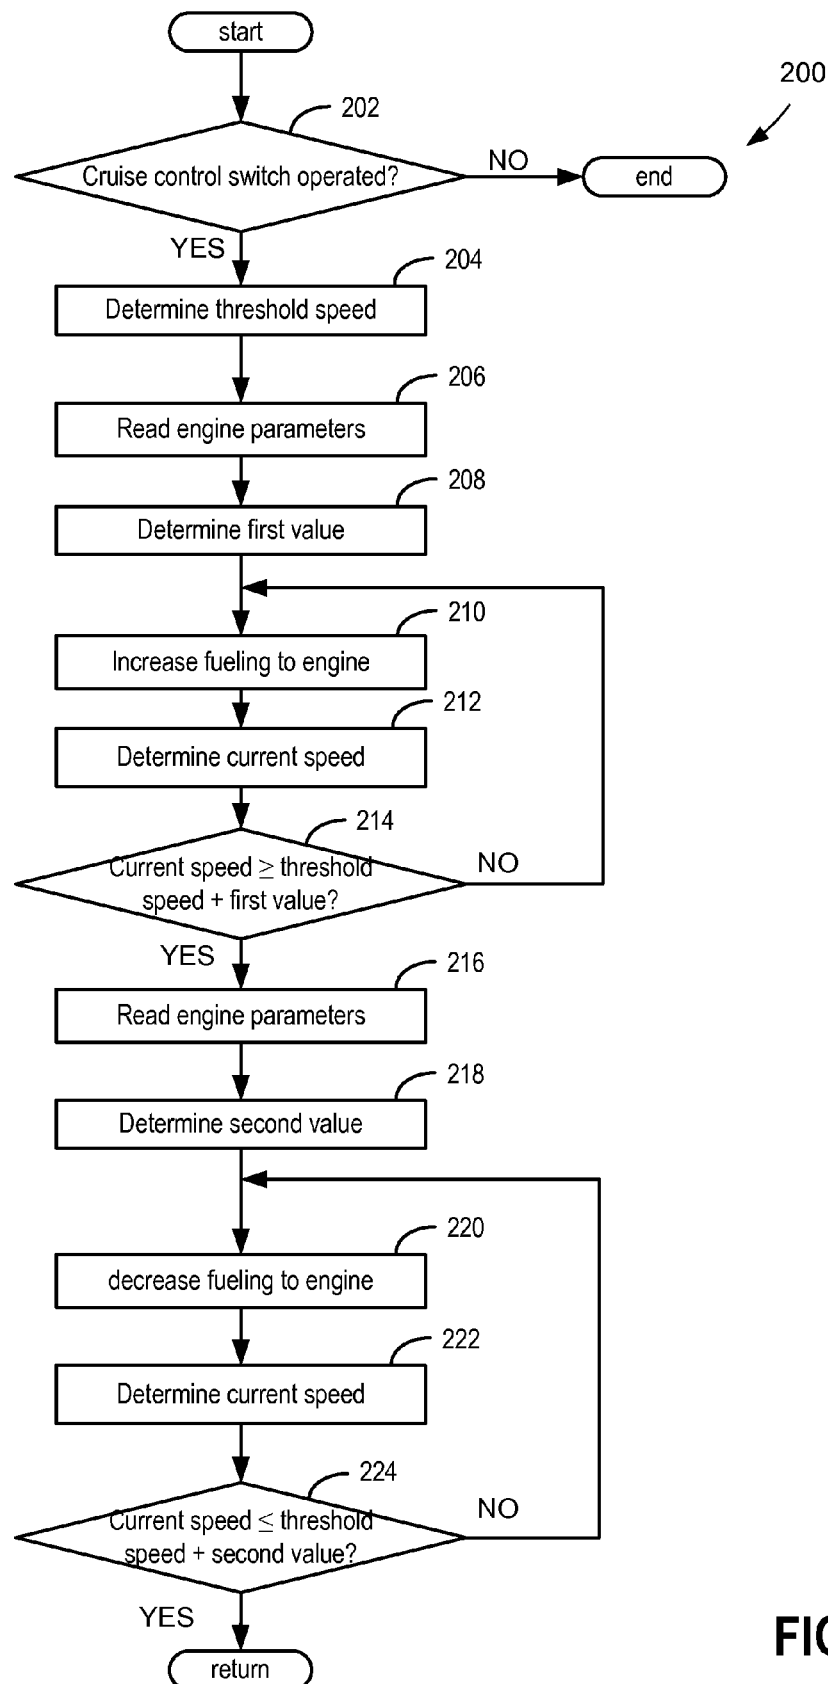 start
200
202
Cruise control switch operated?
NO
end
YES
204
Determine threshold speed
206
Read engine parameters
208
Determine first value
210
Increase fueling to engine
212
Determine current speed
214
Current speed ≥ threshold
speed + first value?
NO
YES
216
Read engine parameters
218
Determine second value
220
decrease fueling to engine
222
Determine current speed
224
Current speed ≤ threshold
speed + second value?
NO
YES
return
FIG